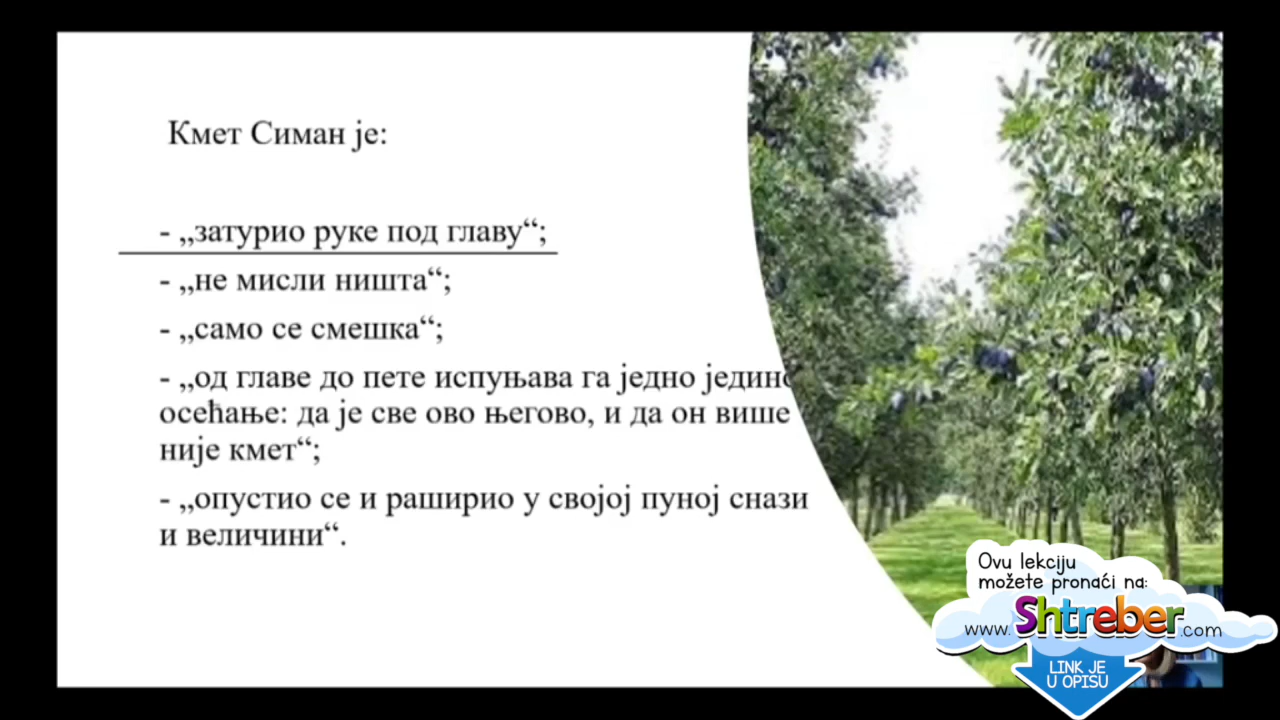 Кмет Симан је:
- „затурио руке под главу“;
- „не мисли ништа“;
- „само се смешка“;
- „од главе до пете испуњава га једно једино
осећање: да је све ово његово, и да он више
није кмет“;
- „опустио се и раширио у својој пуној снази
и величини“.
Ovu lekciju
možete pronaći na:
www.Shtreber.com
LINK JE
U OPISU